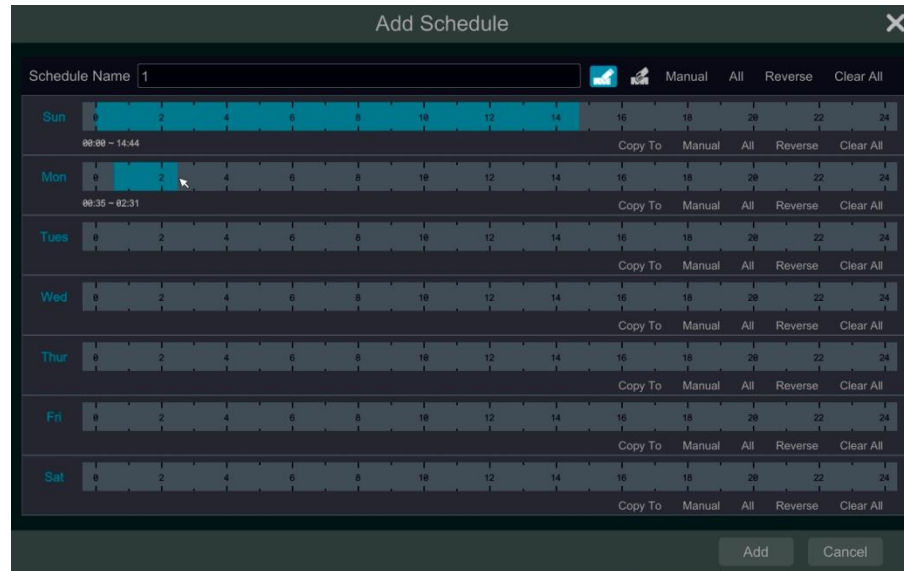 Add Schedule
Schedule Name 1 Manual All Reverse Clear All
Sun 0 2 4 6 8 10 12 14 16 18 20 22 24
00:00 ~ 14:44 Copy To Manual All Reverse Clear All
Mon 0 2 4 6 8 10 12 14 16 18 20 22 24
00:35 ~ 02:31 Copy To Manual All Reverse Clear All
Tues 0 2 4 6 8 10 12 14 16 18 20 22 24
Copy To Manual All Reverse Clear All
Wed 0 2 4 6 8 10 12 14 16 18 20 22 24
Copy To Manual All Reverse Clear All
Thur 0 2 4 6 8 10 12 14 16 18 20 22 24
Copy To Manual All Reverse Clear All
Fri 0 2 4 6 8 10 12 14 16 18 20 22 24
Copy To Manual All Reverse Clear All
Sat 0 2 4 6 8 10 12 14 16 18 20 22 24
Copy To Manual All Reverse Clear All
Add Cancel